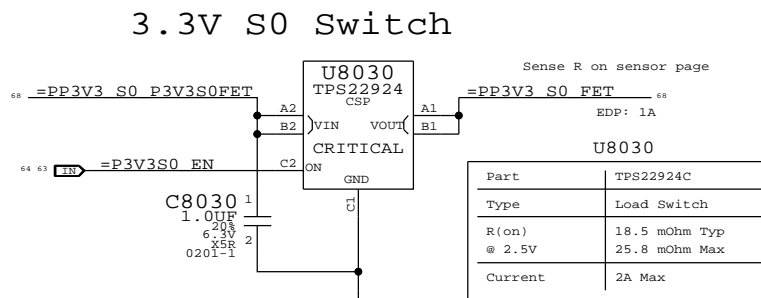 3.3V S0 Switch
U8030
TPS22924
CSP
Sense R on sensor page
68 =PP3V3_S0_P3V3S0FET
=PP3V3_S0_FET 68
A2
A1
EDP: 1A
B2
VIN
VOUT
B1
CRITICAL
64 63 IN =P3V3S0_EN
C2
ON
GND
C1
C8030 1
1.0UF
20%
6.3V
X5R 2
0201-1
U8030
Part TPS22924C
Type Load Switch
R(on) 18.5 mOhm Typ
@ 2.5V 25.8 mOhm Max
Current 2A Max